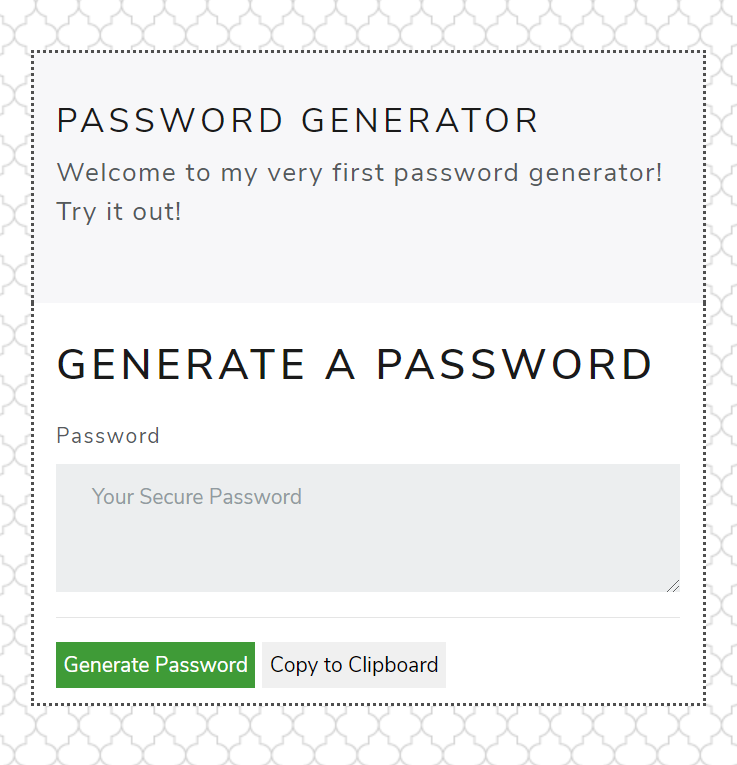 PASSWORD GENERATOR
Welcome to my very first password generator!
Try it out!
GENERATE A PASSWORD
Password
Your Secure Password
Generate Password Copy to Clipboard